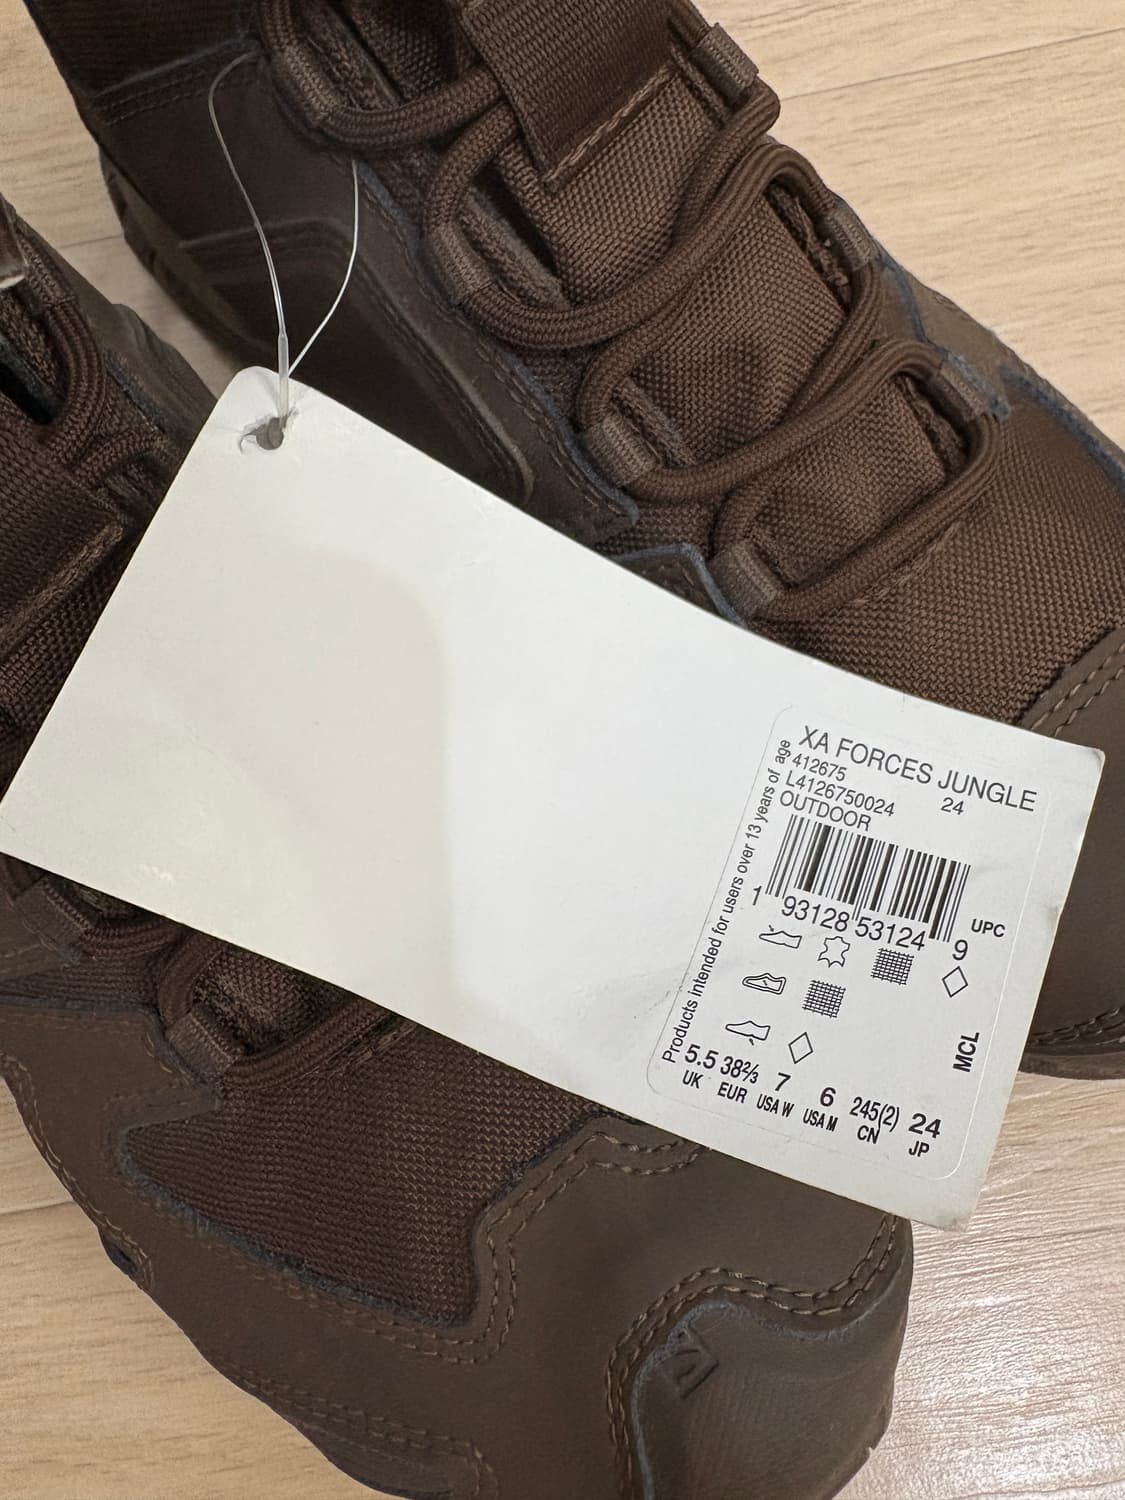 XA FORCES JUNGLE
412675
L4126750024 24
OUTDOOR
1 93128 53124 9
UPC
Products intended for users over 13 years of age
MCL
5.5 38⅔ 7 6 245(2) 24
UK EUR USA W USA M CN JP